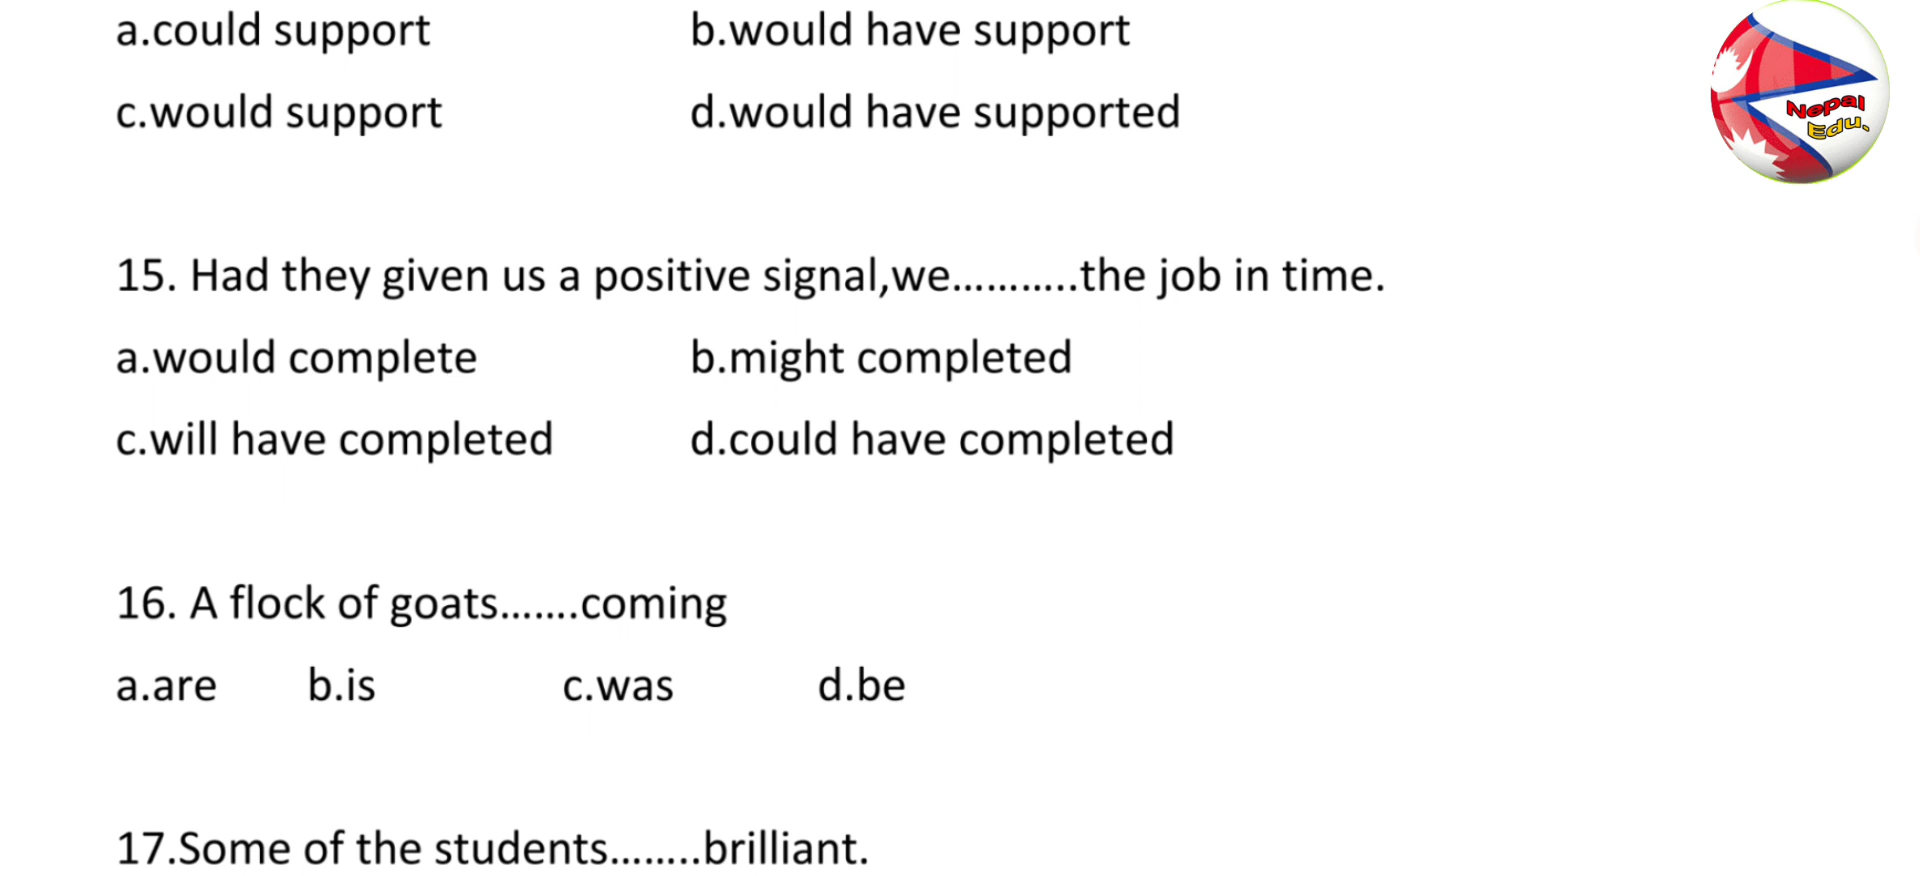 a.could support b.would have support
c.would support d.would have supported
Nepal
Edu.
15. Had they given us a positive signal,we...........the job in time.
a.would complete b.might completed
c.will have completed d.could have completed
16. A flock of goats.......coming
a.are b.is c.was d.be
17.Some of the students........brilliant.